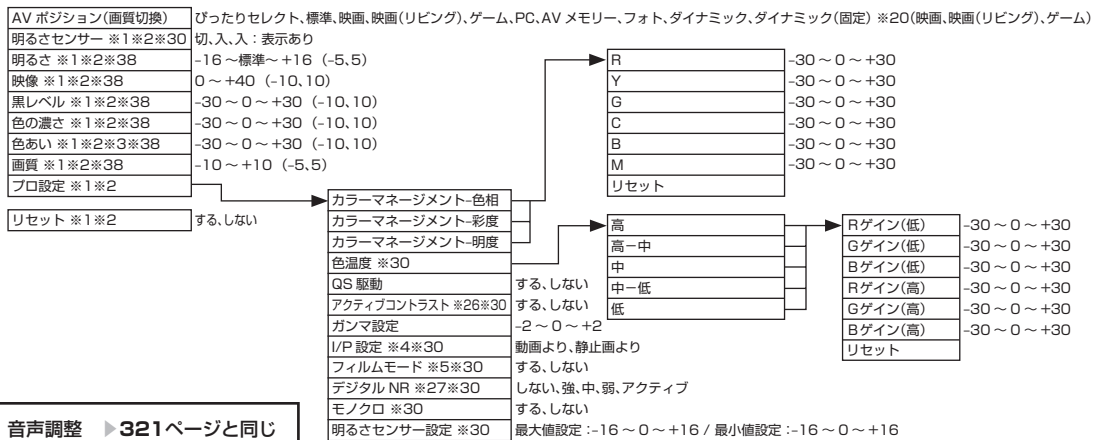 AV ポジション(画質切換) ぴったりセレクト、標準、映画、映画(リビング)、ゲーム、PC、AV メモリー、フォト、ダイナミック、ダイナミック(固定) ※20(映画、映画(リビング)、ゲーム)
明るさセンサー ※1※2※30 切、入、入：表示あり
明るさ ※1※2※38 –16～標準～+16 (–5、5)
映像 ※1※2※38 0～+40 (–10、10)
黒レベル ※1※2※38 –30～0～+30 (–10、10)
色の濃さ ※1※2※38 –30～0～+30 (–10、10)
色あい ※1※2※3※38 –30～0～+30 (–10、10)
画質 ※1※2※38 –10～+10 (–5、5)
プロ設定 ※1※2
リセット ※1※2 する、しない
カラーマネージメント–色相
カラーマネージメント–彩度
カラーマネージメント–明度
色温度 ※30
QS 駆動 する、しない
アクティブコントラスト ※26※30 する、しない
ガンマ設定 –2～0～+2
I/P 設定 ※4※30 動画より、静止画より
フィルムモード ※5※30 する、しない
デジタル NR ※27※30 しない、強、中、弱、アクティブ
モノクロ ※30 する、しない
明るさセンサー設定 ※30 最大値設定：–16～0～+16 / 最小値設定：–16～0～+16
R –30～0～+30
Y –30～0～+30
G –30～0～+30
C –30～0～+30
B –30～0～+30
M –30～0～+30
リセット
高
高－中
中
中－低
低
Rゲイン(低) –30～0～+30
Gゲイン(低) –30～0～+30
Bゲイン(低) –30～0～+30
Rゲイン(高) –30～0～+30
Gゲイン(高) –30～0～+30
Bゲイン(高) –30～0～+30
リセット
音声調整 ▶321ページと同じ